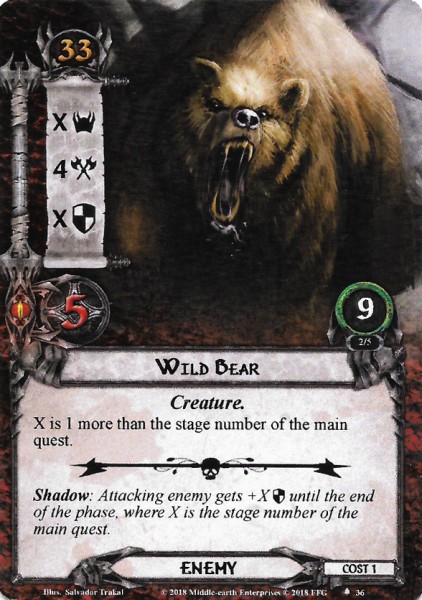 33
X
4
X
5
9
2/5
Wild Bear
Creature.
X is 1 more than the stage number of the main
quest.
Shadow: Attacking enemy gets +X until the end
of the phase, where X is the stage number of the
main quest.
ENEMY
COST 1
Illus. Salvador Trakal
© 2018 Middle-earth Enterprises © 2018 FFG
36